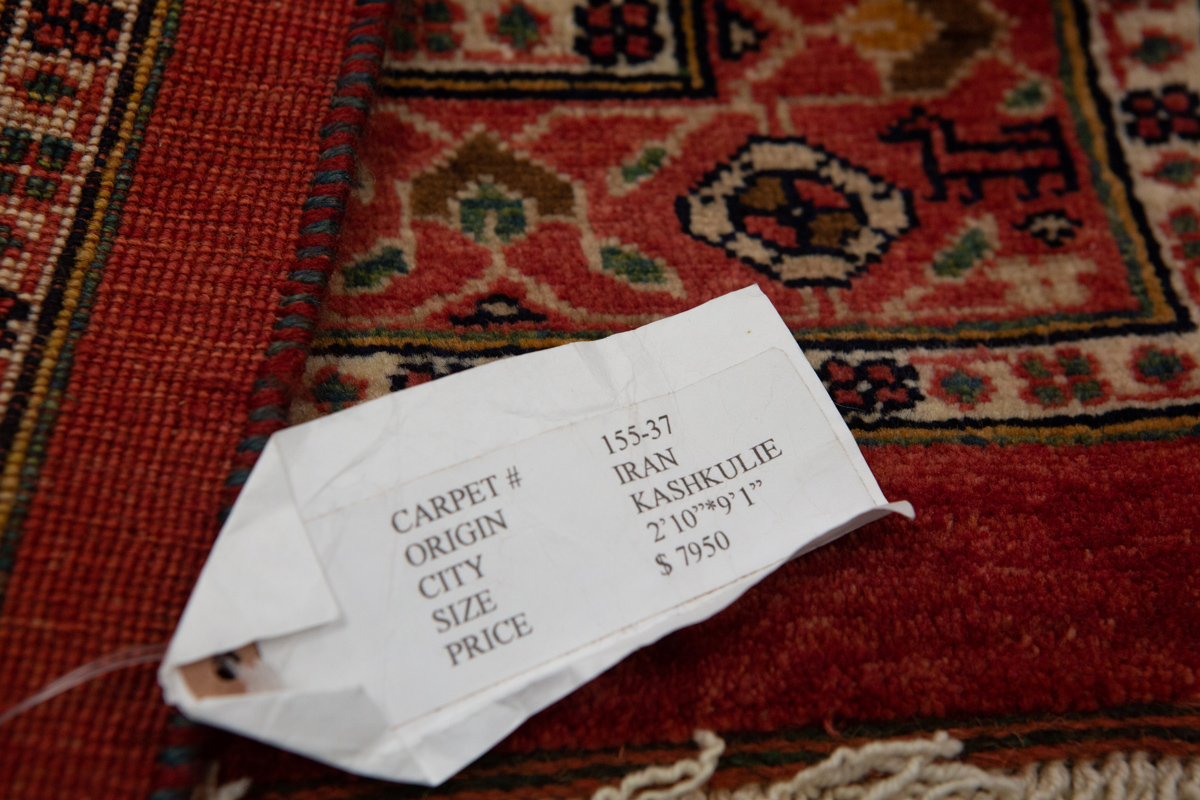 CARPET # 155-37
ORIGIN IRAN
CITY KASHKULIE
SIZE 2’10”*9’1”
PRICE $ 7950